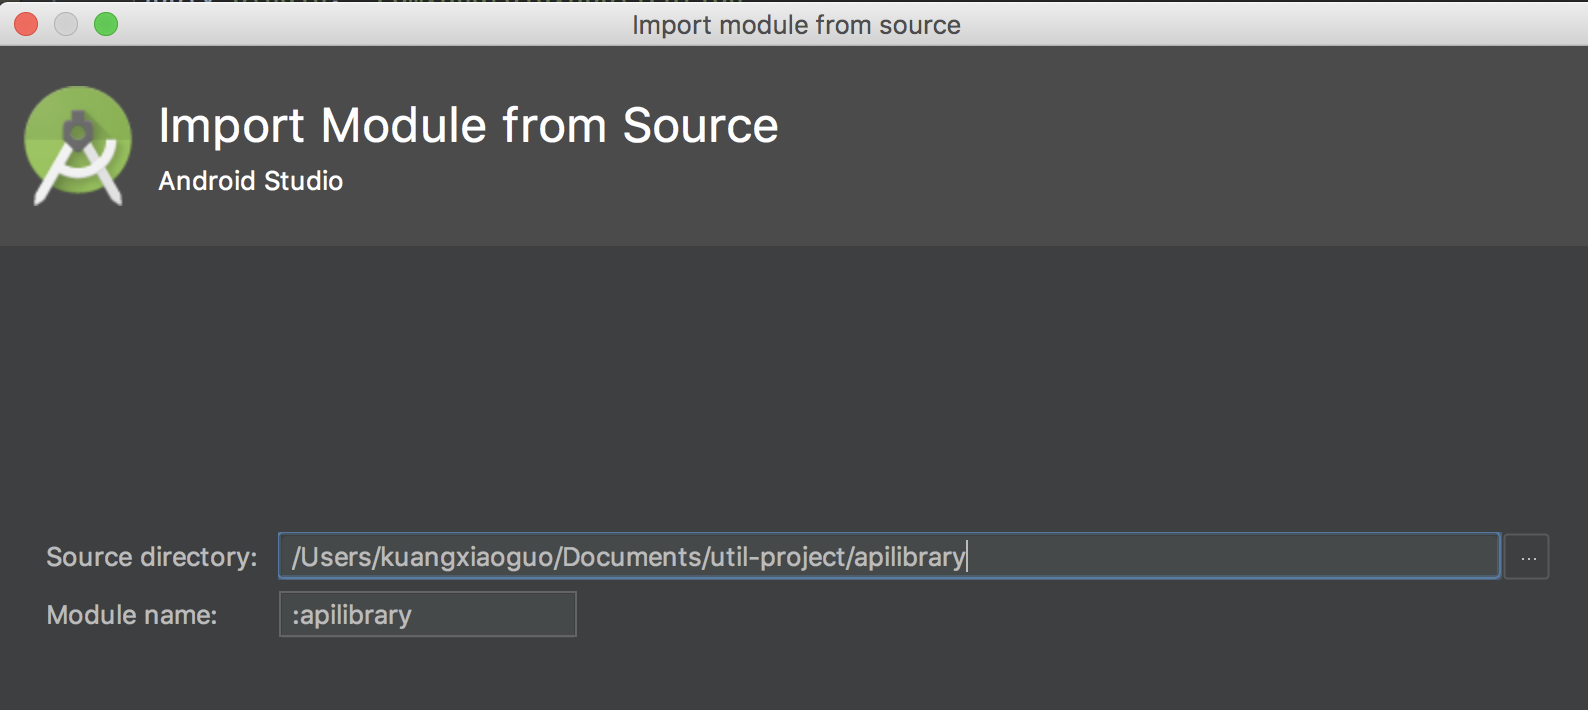 Import module from source
Import Module from Source
Android Studio
Source directory: /Users/kuangxiaoguo/Documents/util-project/apilibrary ...
Module name: :apilibrary